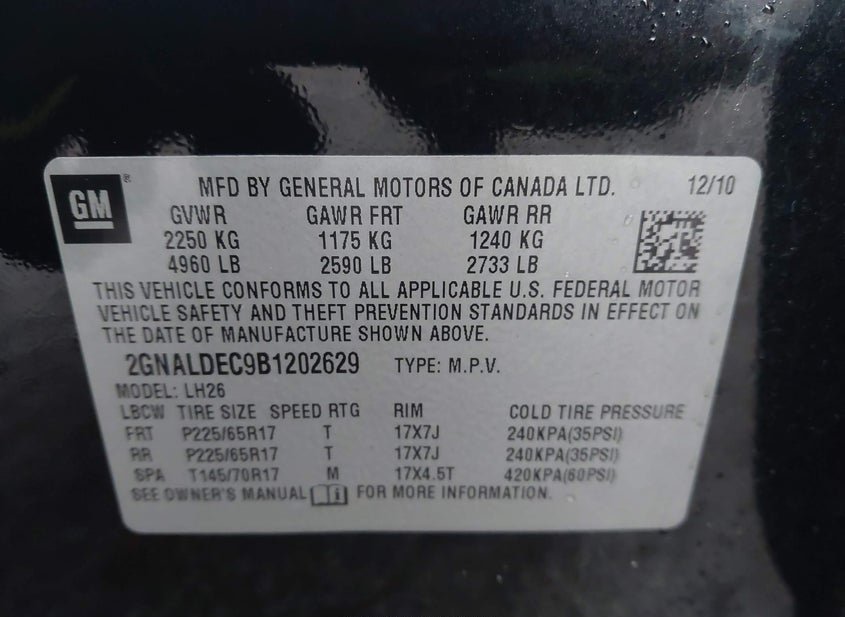 GM ®
MFD BY GENERAL MOTORS OF CANADA LTD. 12/10
GVWR GAWR FRT GAWR RR
2250 KG 1175 KG 1240 KG
4960 LB 2590 LB 2733 LB
THIS VEHICLE CONFORMS TO ALL APPLICABLE U.S. FEDERAL MOTOR
VEHICLE SAFETY AND THEFT PREVENTION STANDARDS IN EFFECT ON
THE DATE OF MANUFACTURE SHOWN ABOVE.
2GNALDEC9B1202629 TYPE: M.P.V.
MODEL: LH26
LBCW TIRE SIZE SPEED RTG RIM COLD TIRE PRESSURE
FRT P225/65R17 T 17X7J 240KPA(35PSI)
RR P225/65R17 T 17X7J 240KPA(35PSI)
SPA T145/70R17 M 17X4.5T 420KPA(60PSI)
SEE OWNER'S MANUAL i FOR MORE INFORMATION.